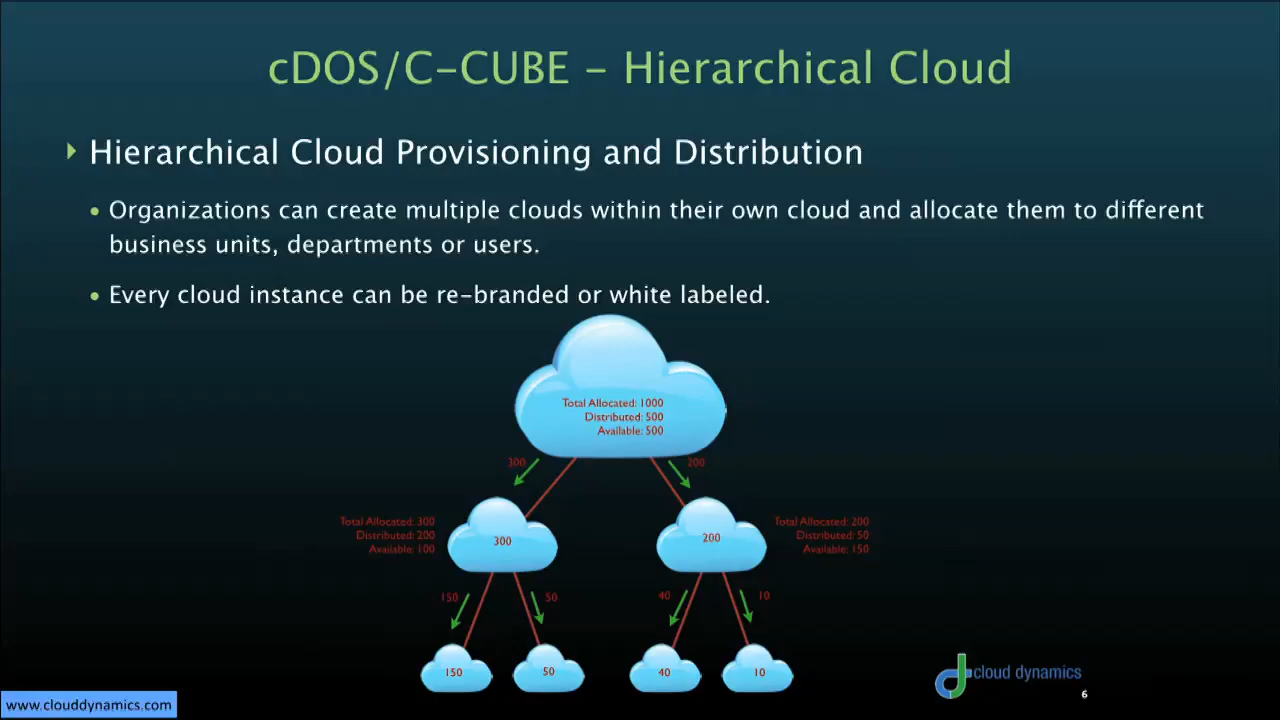 cDOS/C-CUBE - Hierarchical Cloud
Hierarchical Cloud Provisioning and Distribution
Organizations can create multiple clouds within their own cloud and allocate them to different
business units, departments or users.
Every cloud instance can be re-branded or white labeled.
Total Allocated: 1000
Distributed: 500
Available: 500
300
200
Total Allocated: 300
Distributed: 200
Available: 100
300
200
Total Allocated: 200
Distributed: 50
Available: 150
150
50
40
10
150
50
40
10
cloud dynamics
6
www.clouddynamics.com